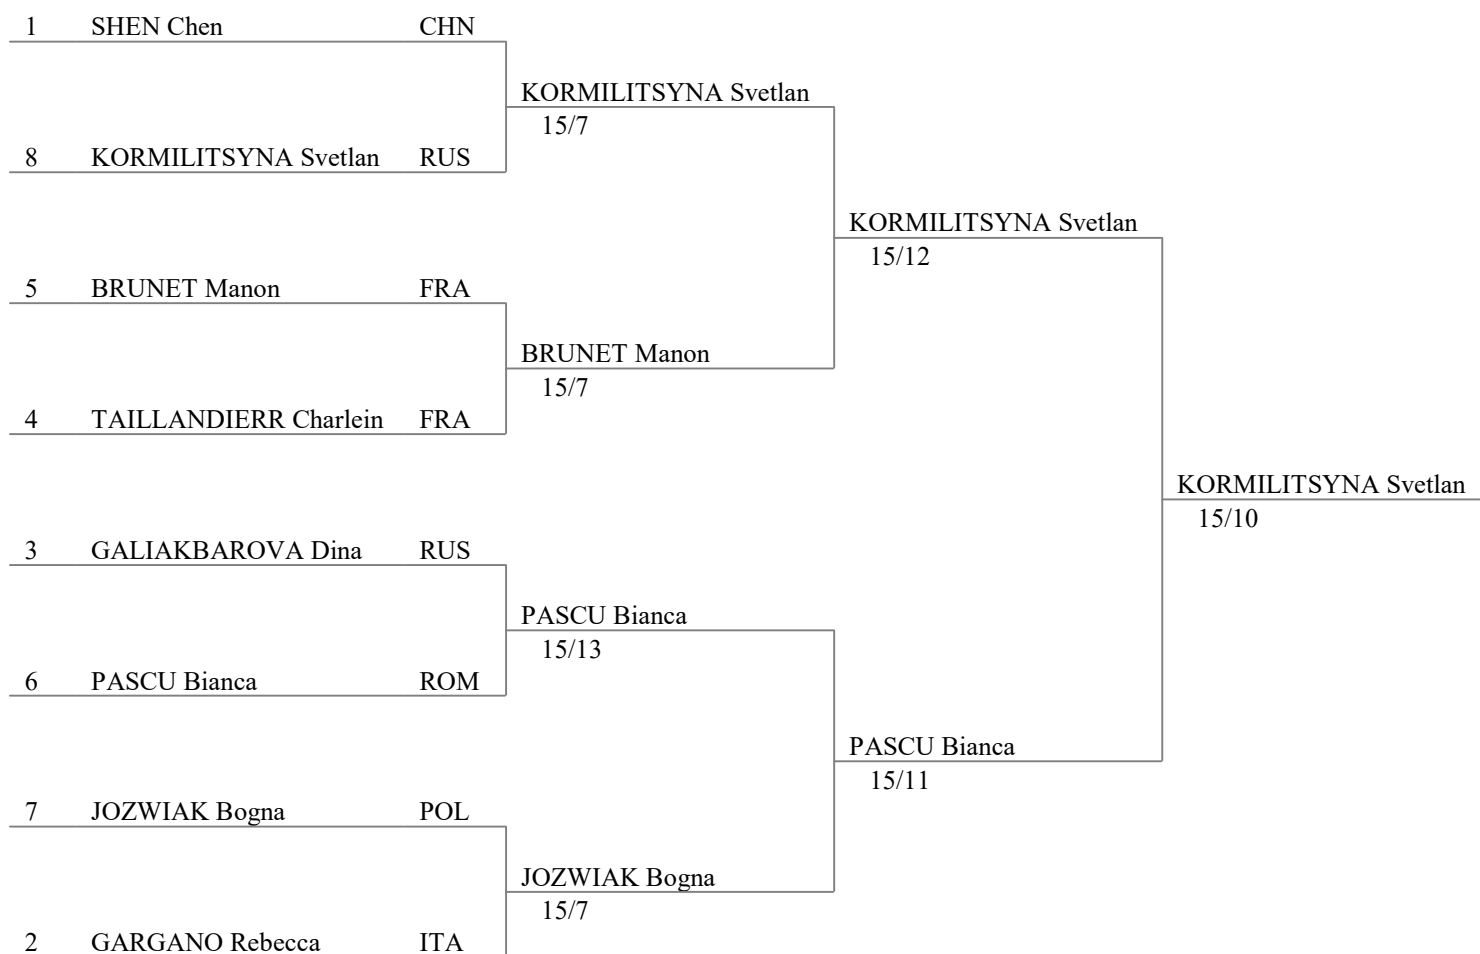 1 SHEN Chen CHN
KORMILITSYNA Svetlan
15/7
8 KORMILITSYNA Svetlan RUS
KORMILITSYNA Svetlan
15/12
5 BRUNET Manon FRA
BRUNET Manon
15/7
4 TAILLANDIERR Charlein FRA
KORMILITSYNA Svetlan
15/10
3 GALIAKBAROVA Dina RUS
PASCU Bianca
15/13
6 PASCU Bianca ROM
PASCU Bianca
15/11
7 JOZWIAK Bogna POL
JOZWIAK Bogna
15/7
2 GARGANO Rebecca ITA